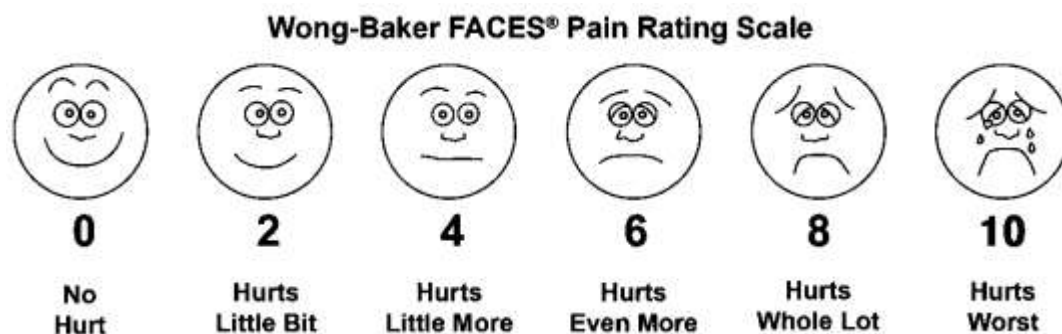 Wong-Baker FACES® Pain Rating Scale
0 2 4 6 8 10
No Hurts Hurts Hurts Hurts Hurts
Hurt Little Bit Little More Even More Whole Lot Worst